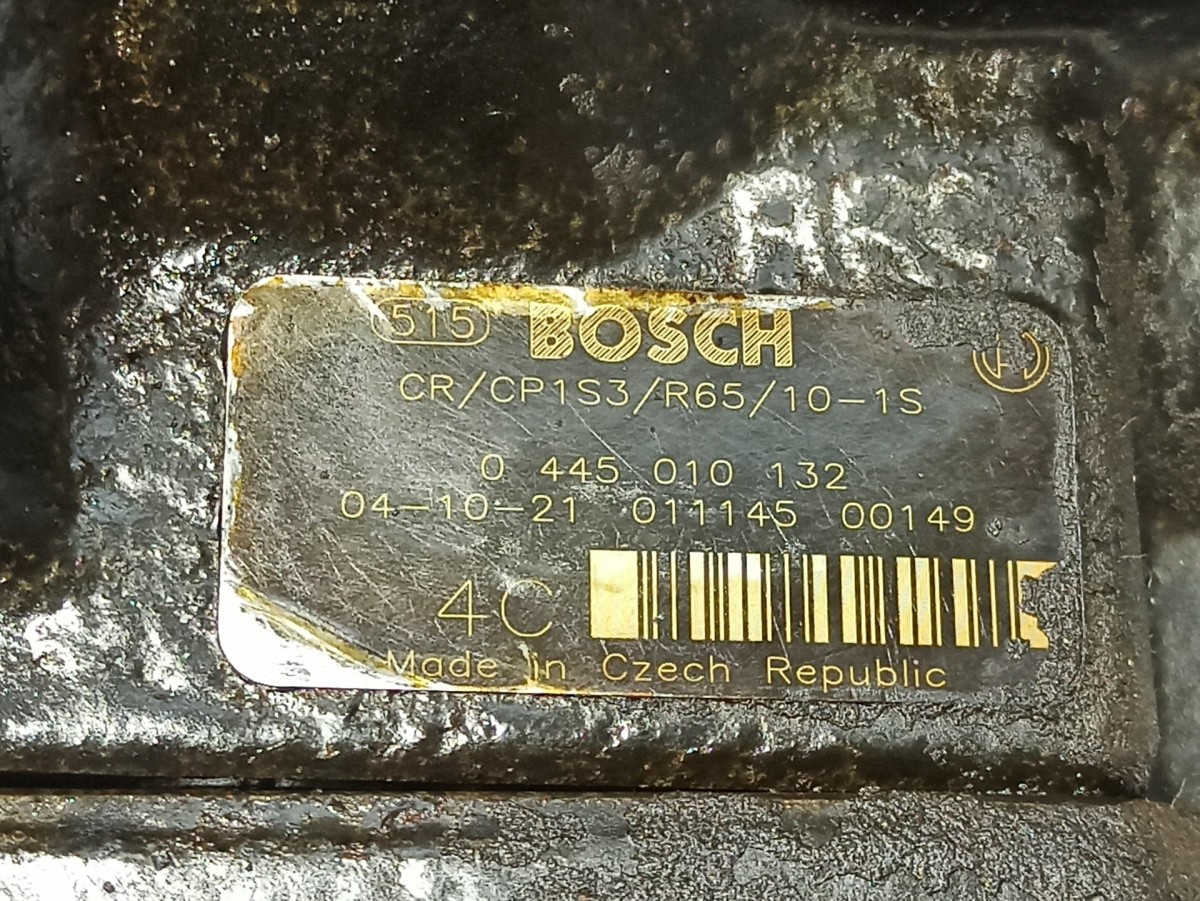 515 BOSCH
CR/CP1S3/R65/10-1S
0 445 010 132
04-10-21 011145 00149
4C
Made in Czech Republic